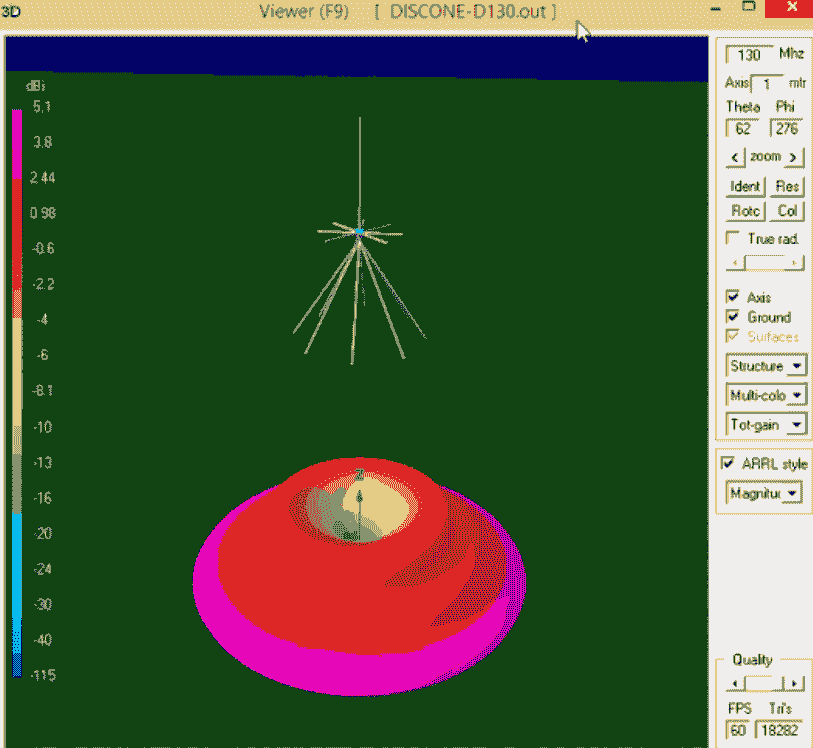 3D Viewer (F9) [ DISCONE-D130.out ]
130 Mhz
Axis 1 mtr
Theta Phi
62 276
< zoom >
Ident Res
Rotc Col
True rad.
Axis
Ground
Surfaces
Structure
Multi-colo
Tot-gain
ARRL style
Magnituc
Quality
FPS Tri's
60 18282
dBi
5.1
3.8
2.44
0.98
-0.6
-2.2
-4
-6
-8.1
-10
-13
-16
-20
-24
-30
-40
-115
Z